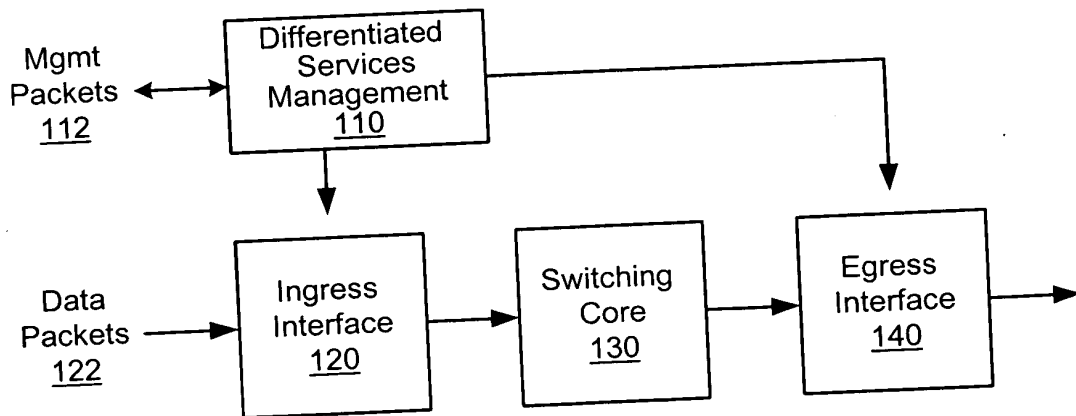 Mgmt
Packets
112
Differentiated
Services
Management
110
Data
Packets
122
Ingress
Interface
120
Switching
Core
130
Egress
Interface
140